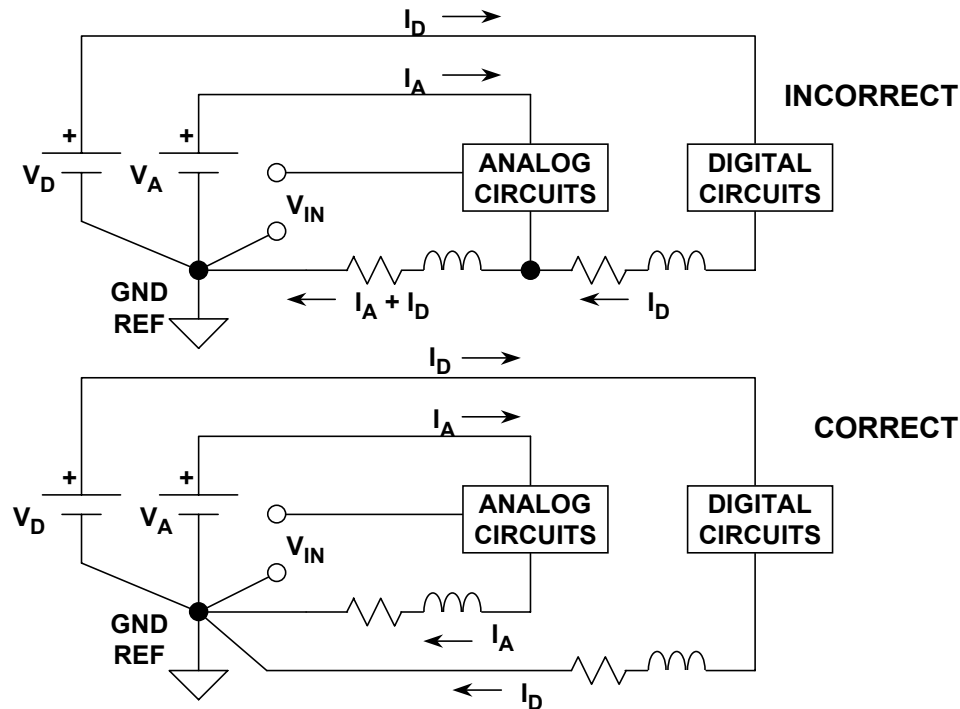 I_D
I_A
INCORRECT
+
+
V_D
V_A
V_IN
ANALOG
CIRCUITS
DIGITAL
CIRCUITS
GND
REF
I_A + I_D
I_D
I_D
I_A
CORRECT
+
+
V_D
V_A
V_IN
ANALOG
CIRCUITS
DIGITAL
CIRCUITS
GND
REF
I_A
I_D